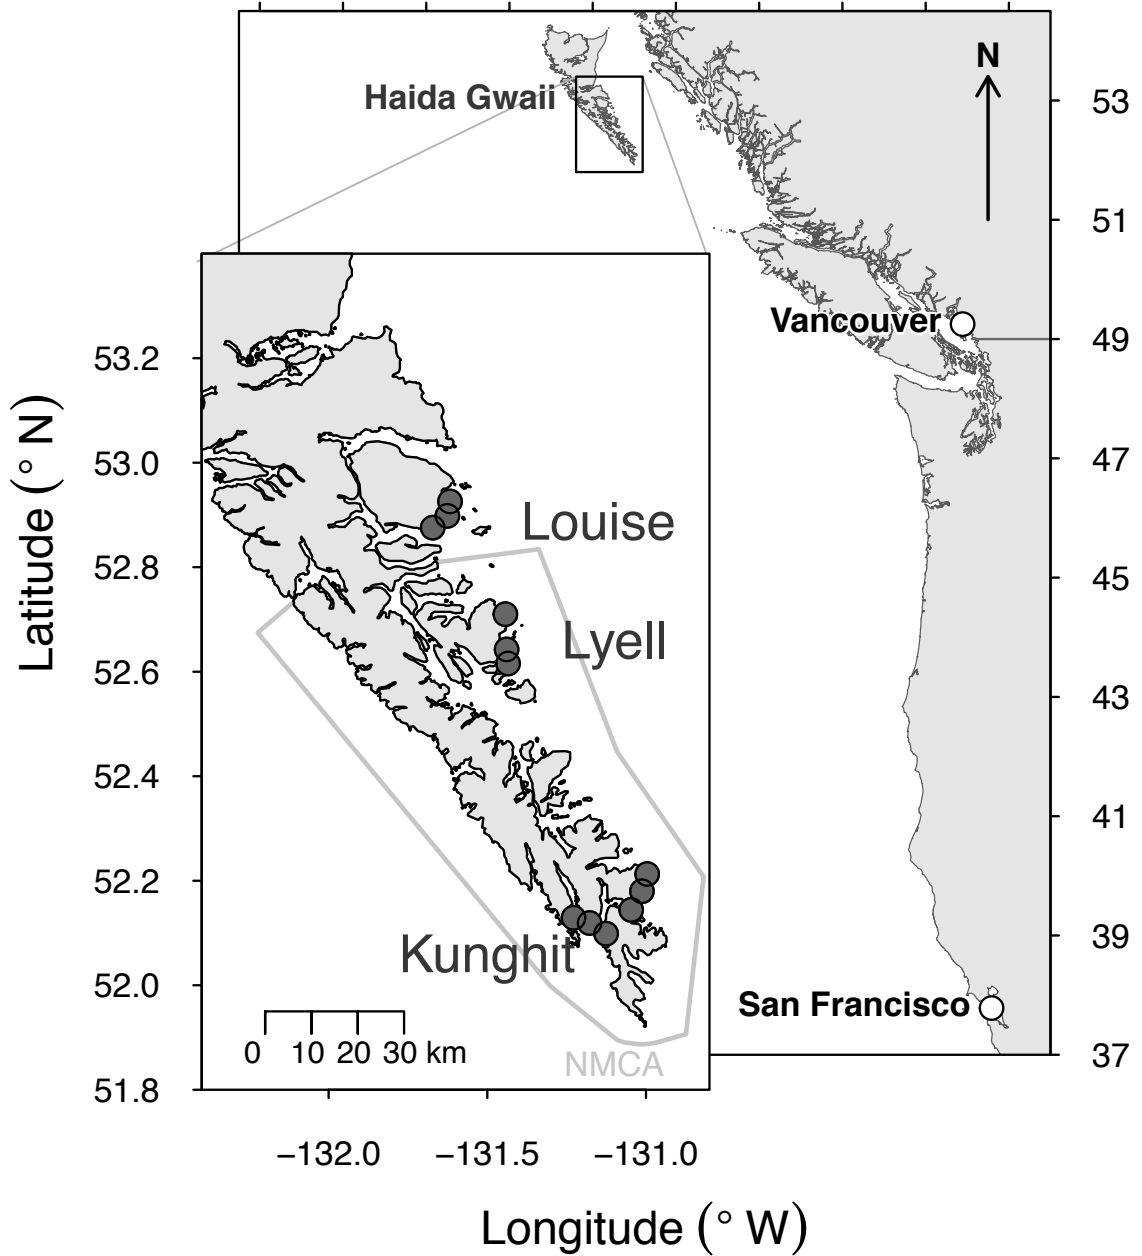 N
Haida Gwaii
53
51
Vancouver
49
47
45
43
41
39
37
San Francisco
53.2
53.0
52.8
52.6
52.4
52.2
52.0
51.8
Latitude (° N)
Louise
Lyell
Kunghit
0 10 20 30 km
NMCA
−132.0 −131.5 −131.0
Longitude (° W)